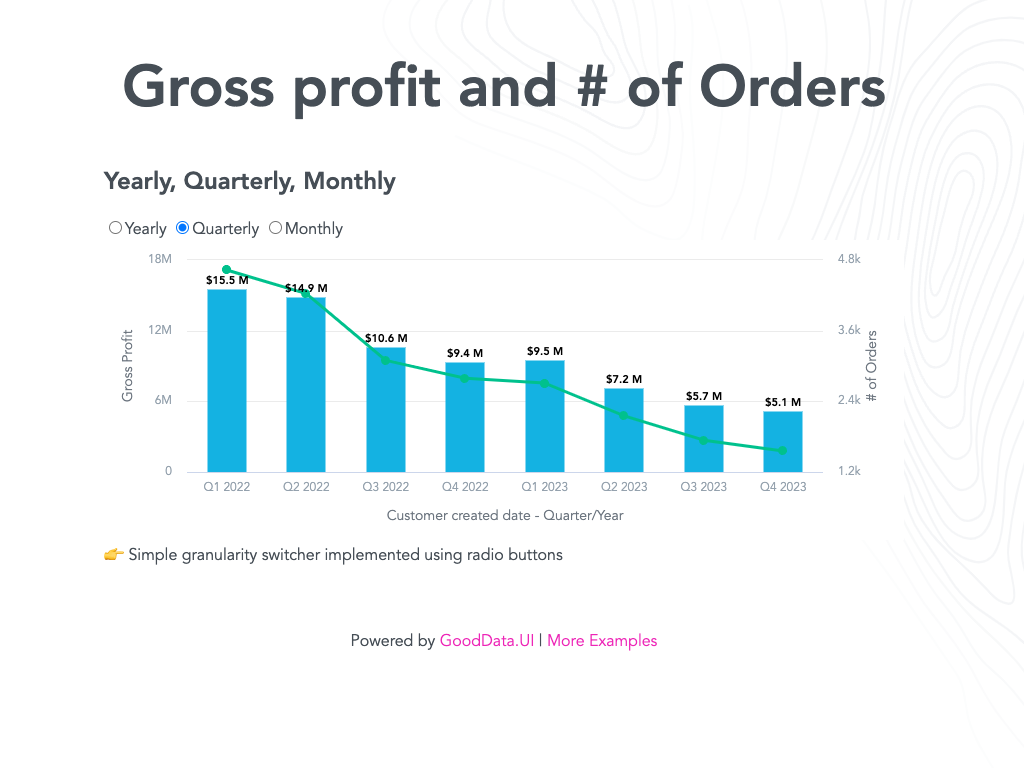 Gross profit and # of Orders
Yearly, Quarterly, Monthly
Yearly Quarterly Monthly
18M
12M
6M
0
Gross Profit
$15.5 M
$14.9 M
$10.6 M
$9.4 M
$9.5 M
$7.2 M
$5.7 M
$5.1 M
4.8k
3.6k
2.4k
1.2k
# of Orders
Q1 2022 Q2 2022 Q3 2022 Q4 2022 Q1 2023 Q2 2023 Q3 2023 Q4 2023
Customer created date - Quarter/Year
👉 Simple granularity switcher implemented using radio buttons
Powered by GoodData.UI | More Examples